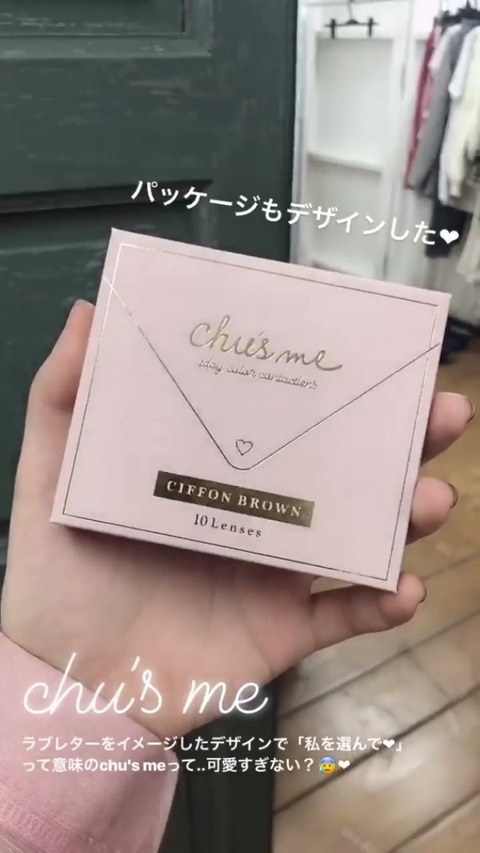 パッケージもデザインした❤
chu's me
1day color contactlens
CIFFON BROWN
10 Lenses
chu's me
ラブレターをイメージしたデザインで「私を選んで❤」
って意味のchu's meって..可愛すぎない？😰❤